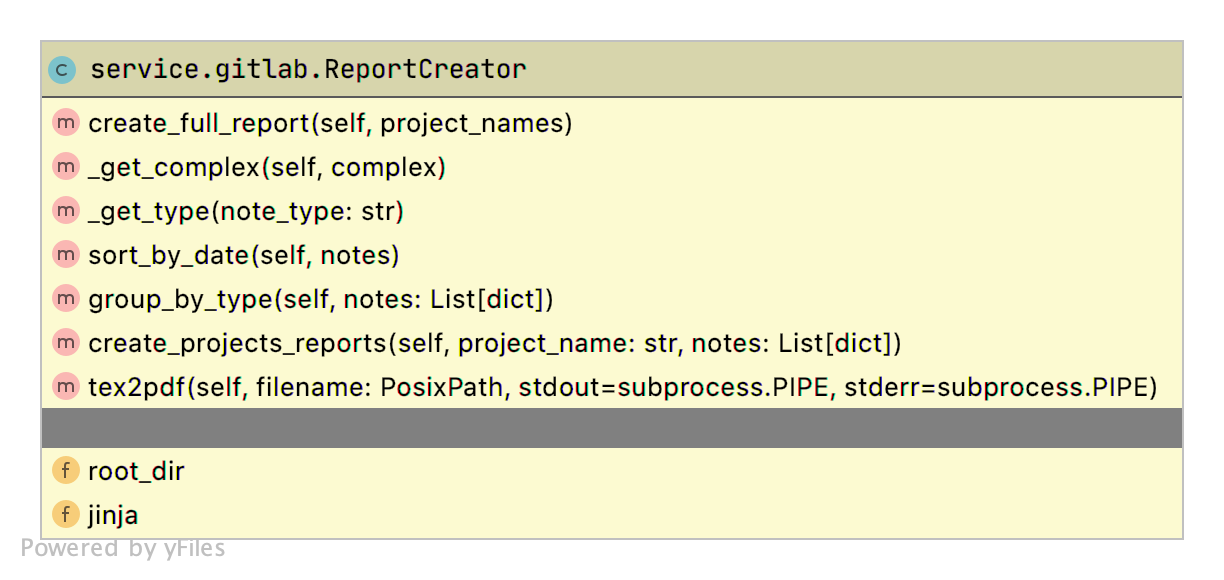 c service.gitlab.ReportCreator
m create_full_report(self, project_names)
m _get_complex(self, complex)
m _get_type(note_type: str)
m sort_by_date(self, notes)
m group_by_type(self, notes: List[dict])
m create_projects_reports(self, project_name: str, notes: List[dict])
m tex2pdf(self, filename: PosixPath, stdout=subprocess.PIPE, stderr=subprocess.PIPE)
f root_dir
f jinja
Powered by yFiles